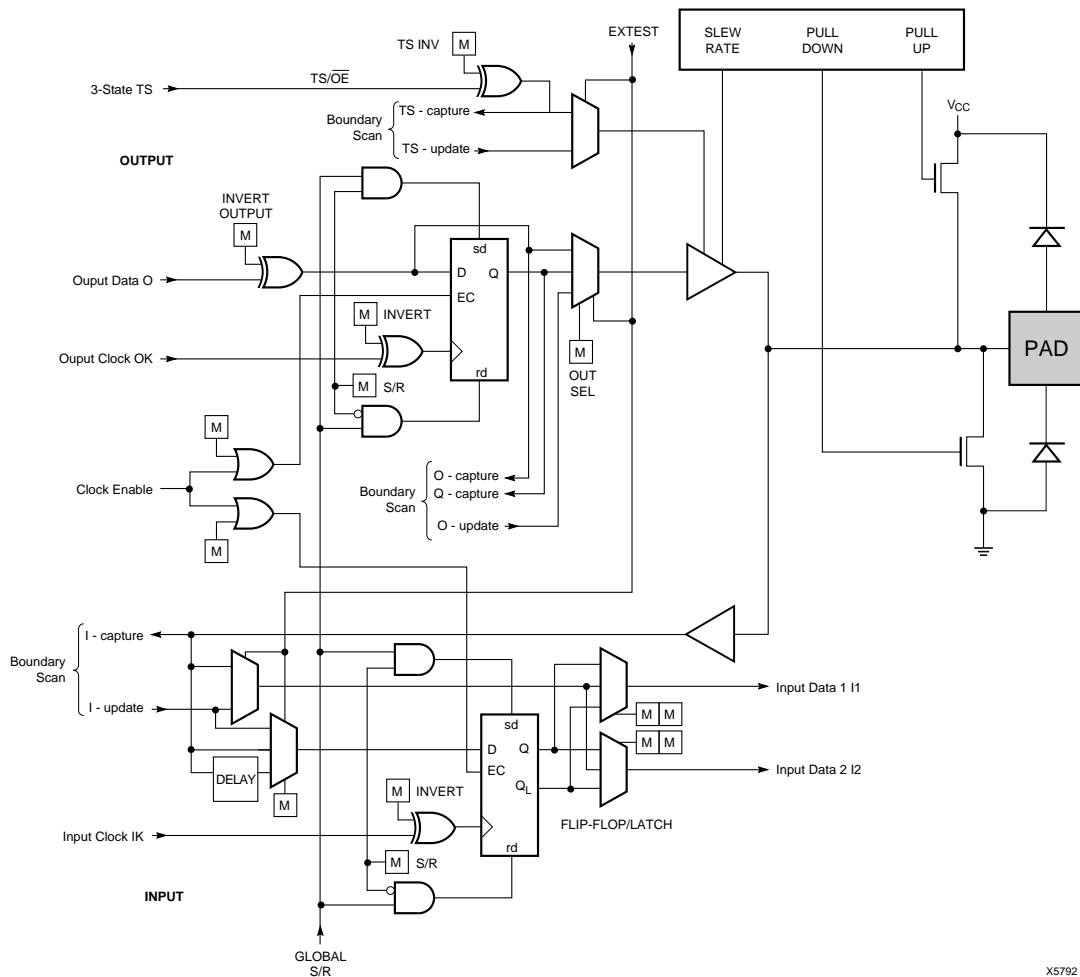 EXTEST
SLEW
RATE
PULL
DOWN
PULL
UP
TS INV
M
TS/OE
3-State TS
VCC
TS - capture
Boundary
Scan
TS - update
OUTPUT
INVERT
OUTPUT
M
sd
D
Q
Ouput Data O
EC
M
INVERT
PAD
Ouput Clock OK
M
OUT
SEL
rd
M
S/R
M
Clock Enable
O - capture
Q - capture
Boundary
Scan
O - update
M
I - capture
Boundary
Scan
I - update
Input Data 1 I1
M
M
sd
M
M
D
Q
EC
Input Data 2 I2
DELAY
QL
M
M
INVERT
FLIP-FLOP/LATCH
Input Clock IK
rd
M
S/R
INPUT
GLOBAL
S/R
X5792